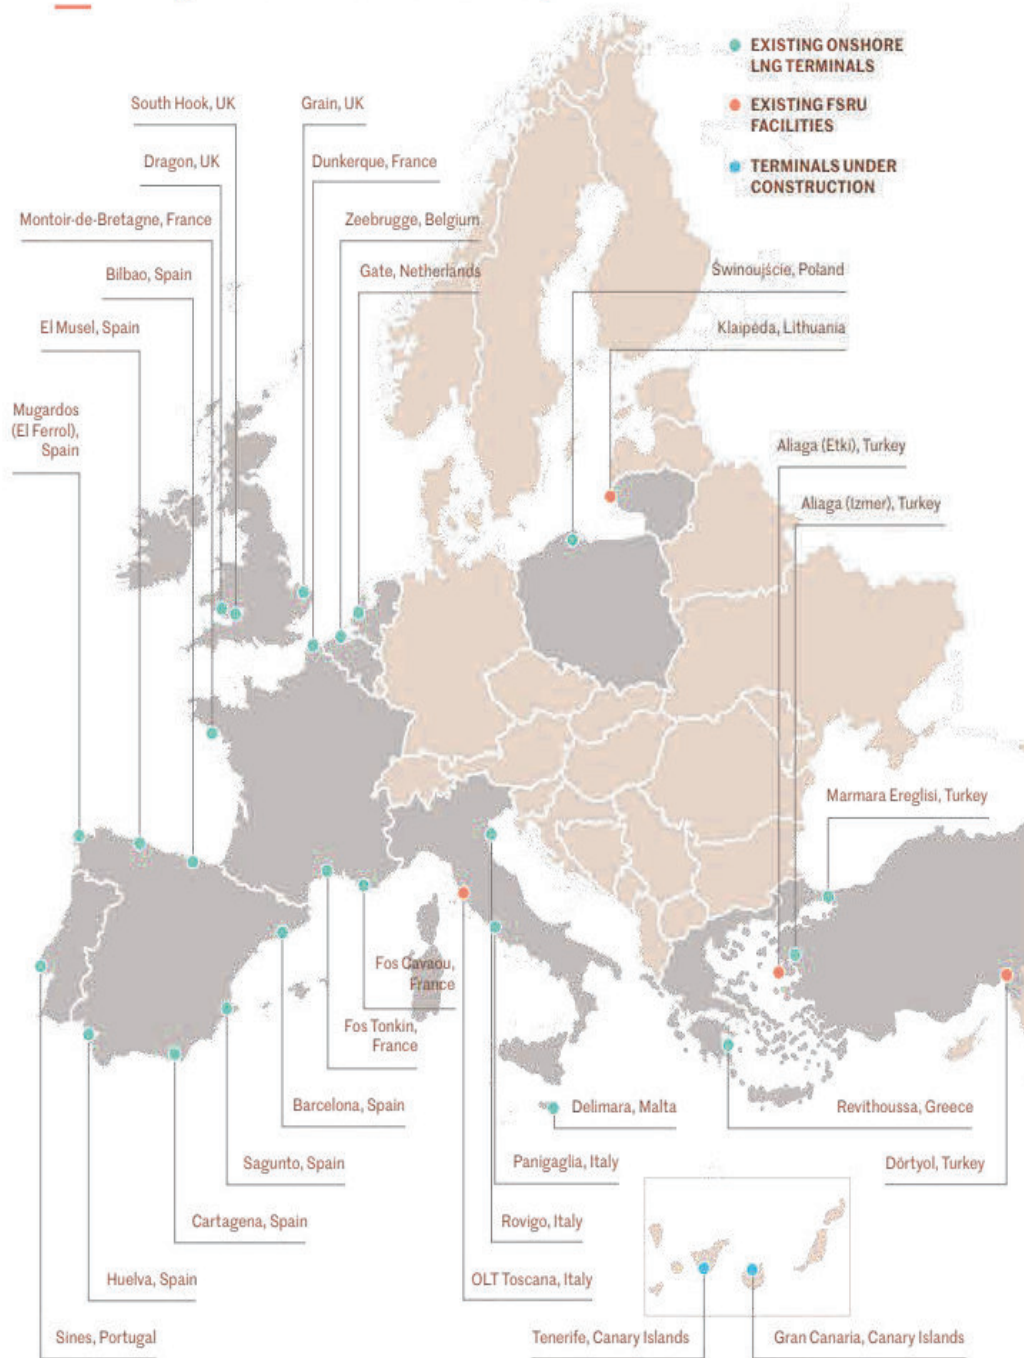 EXISTING ONSHORE
LNG TERMINALS
EXISTING FSRU
FACILITIES
TERMINALS UNDER
CONSTRUCTION
South Hook, UK
Grain, UK
Dragon, UK
Dunkerque, France
Montoir-de-Bretagne, France
Zeebrugge, Belgium
Bilbao, Spain
Gate, Netherlands
Świnoujście, Poland
El Musel, Spain
Klaipėda, Lithuania
Mugardos
(El Ferrol),
Spain
Aliaga (Etki), Turkey
Aliaga (Izmer), Turkey
Marmara Ereglisi, Turkey
Fos Cavaou,
France
Fos Tonkin,
France
Barcelona, Spain
Delimara, Malta
Revithoussa, Greece
Sagunto, Spain
Panigaglia, Italy
Dörtyol, Turkey
Cartagena, Spain
Rovigo, Italy
Huelva, Spain
OLT Toscana, Italy
Sines, Portugal
Tenerife, Canary Islands
Gran Canaria, Canary Islands